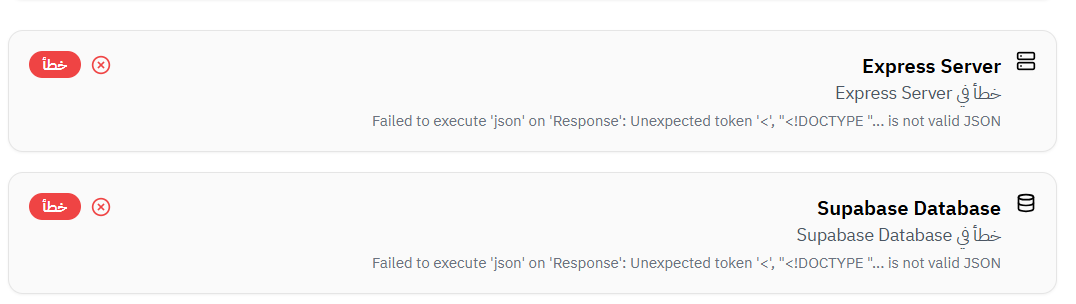 Express Server
خطأ
خطأ في Express Server
Failed to execute 'json' on 'Response': Unexpected token '<', "<!DOCTYPE "... is not valid JSON
Supabase Database
خطأ
خطأ في Supabase Database
Failed to execute 'json' on 'Response': Unexpected token '<', "<!DOCTYPE "... is not valid JSON